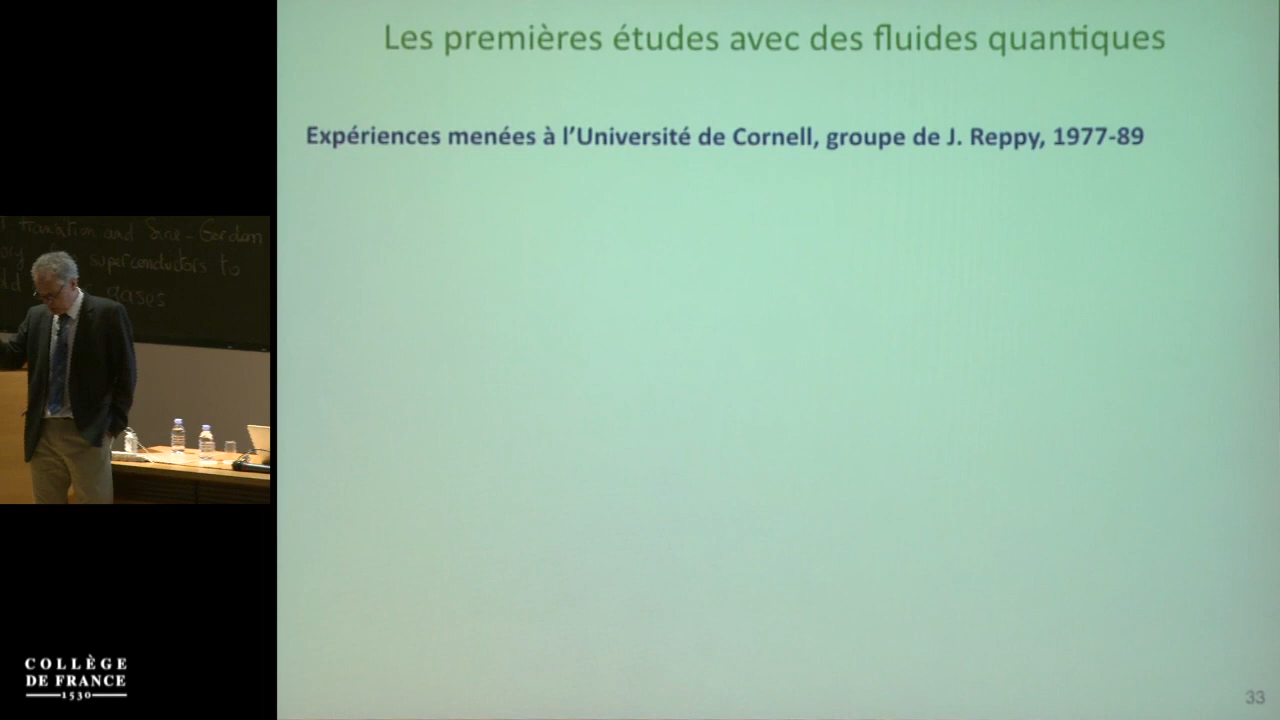 Les premières études avec des fluides quantiques
Expériences menées à l'Université de Cornell, groupe de J. Reppy, 1977-89
transition and Sine-Gordon
superconductors to
gases
COLLÈGE
DE FRANCE
1530
33